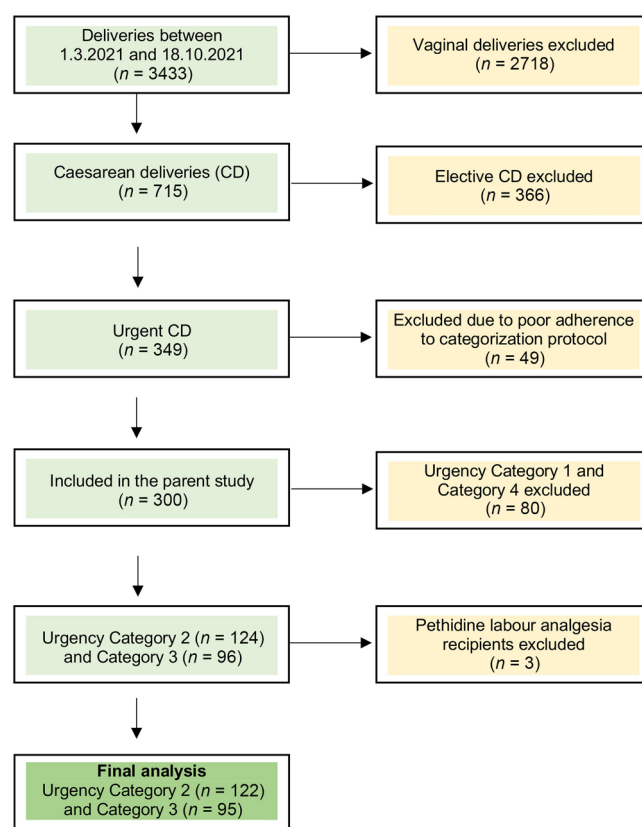 Deliveries between
1.3.2021 and 18.10.2021
(n = 3433)
Vaginal deliveries excluded
(n = 2718)
Caesarean deliveries (CD)
(n = 715)
Elective CD excluded
(n = 366)
Urgent CD
(n = 349)
Excluded due to poor adherence
to categorization protocol
(n = 49)
Included in the parent study
(n = 300)
Urgency Category 1 and
Category 4 excluded
(n = 80)
Urgency Category 2 (n = 124)
and Category 3 (n = 96)
Pethidine labour analgesia
recipients excluded
(n = 3)
Final analysis
Urgency Category 2 (n = 122)
and Category 3 (n = 95)